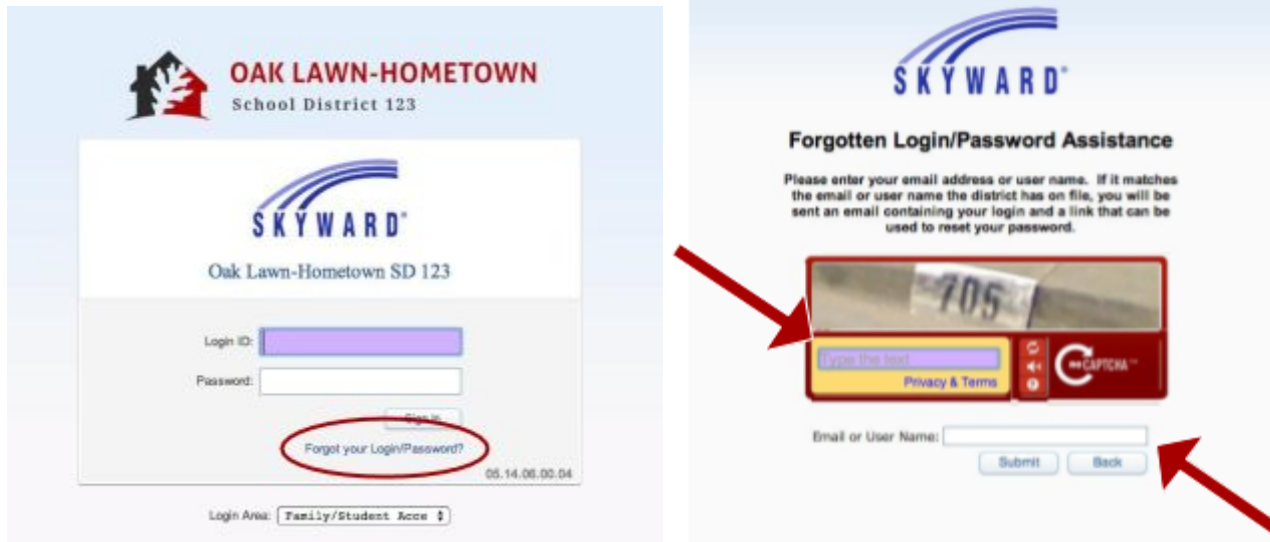 OAK LAWN-HOMETOWN
School District 123
SKYWARD®
Oak Lawn-Hometown SD 123
Login ID:
Password:
Sign In
Forgot your Login/Password?
05.14.06.00.04
Login Area: Family/Student Acce
SKYWARD®
Forgotten Login/Password Assistance
Please enter your email address or user name. If it matches
the email or user name the district has on file, you will be
sent an email containing your login and a link that can be
used to reset your password.
705
Type the text
Privacy & Terms
reCAPTCHA™
Email or User Name:
Submit Back